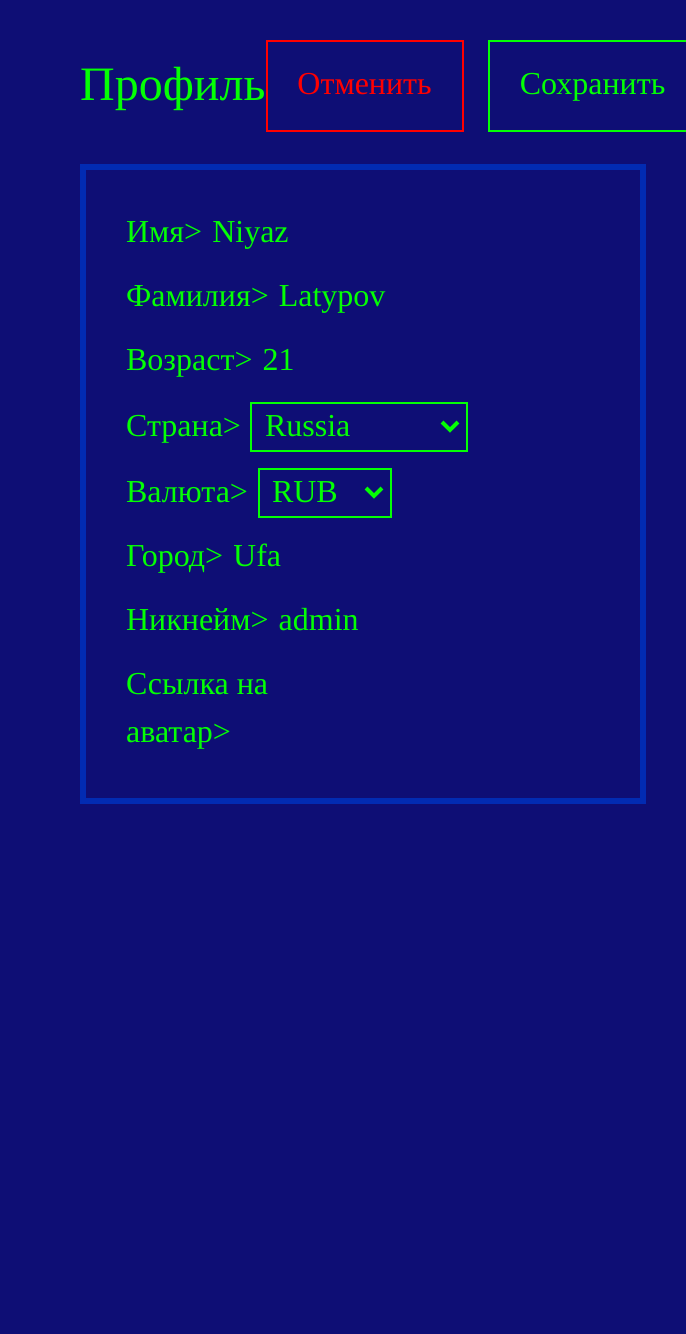 Профиль Отменить Сохранить
Имя> Niyaz
Фамилия> Latypov
Возраст> 21
Страна> Russia
Валюта> RUB
Город> Ufa
Никнейм> admin
Ссылка на
аватар>